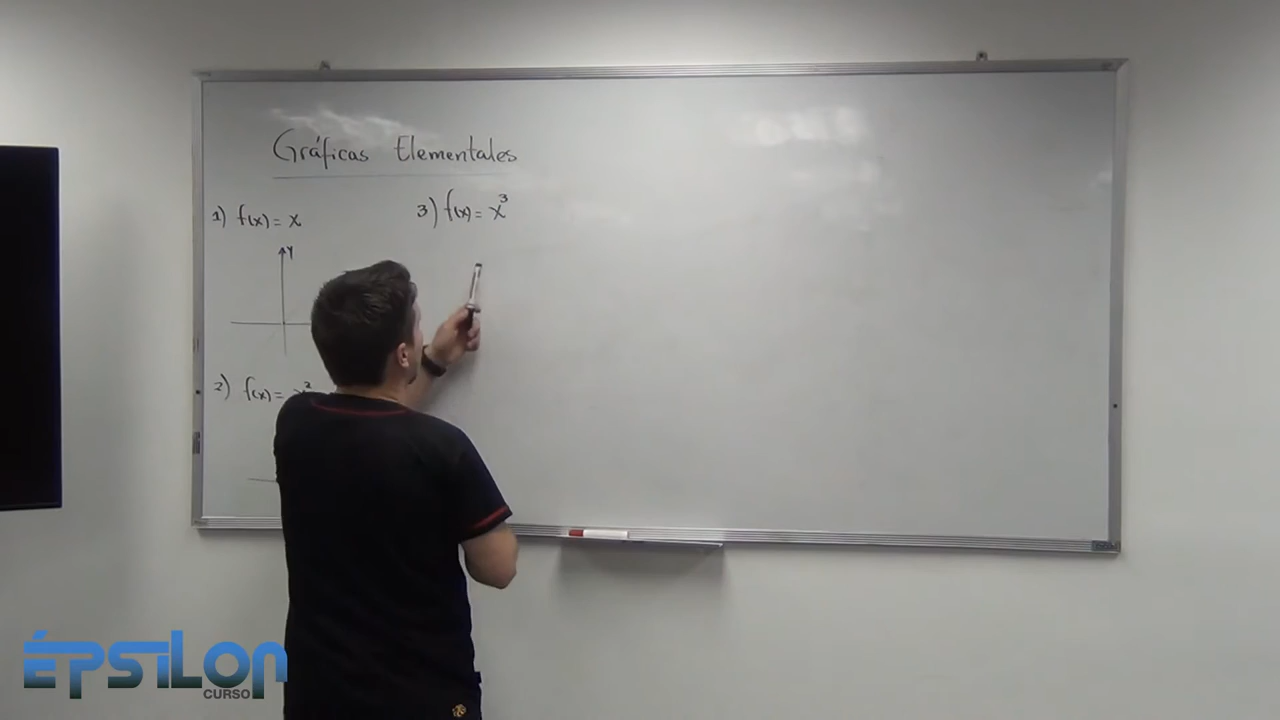 Gráficas Elementales
1) f(x) = x
Y
2) f(x) = x²
3) f(x) = x³
ÉPSILON
CURSO